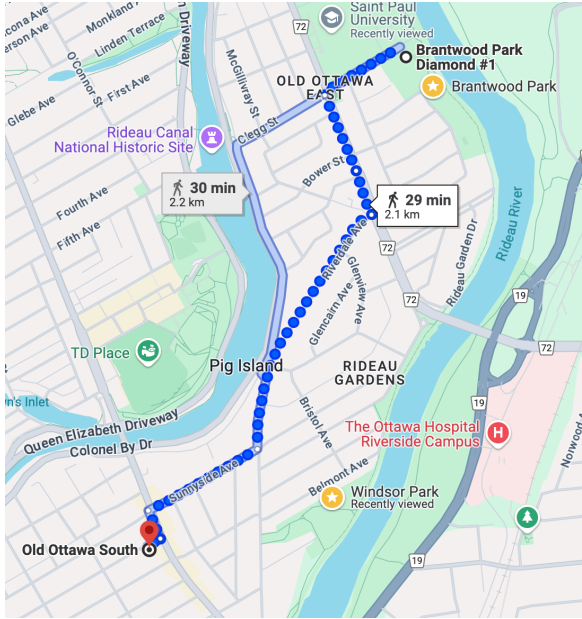 Saint Paul
University
Recently viewed
Brantwood Park
Diamond #1
Brantwood Park
OLD OTTAWA
EAST
Linden Terrace
Driveway
O'Connor St
First Ave
Glebe Ave
McGillivray St
Clegg St
Rideau Canal
National Historic Site
Bower St
30 min
2.2 km
29 min
2.1 km
Fourth Ave
Fifth Ave
Riverdale Ave
Glenview Ave
Glencairn Ave
72
Rideau Garden Dr
Rideau River
72
19
72
TD Place
Pig Island
RIDEAU
GARDENS
19
Queen Elizabeth Driveway
Colonel By Dr
Bristol Ave
The Ottawa Hospital
Riverside Campus
H
Sunnyside Ave
Belmont Ave
Windsor Park
Recently viewed
Old Ottawa South
19